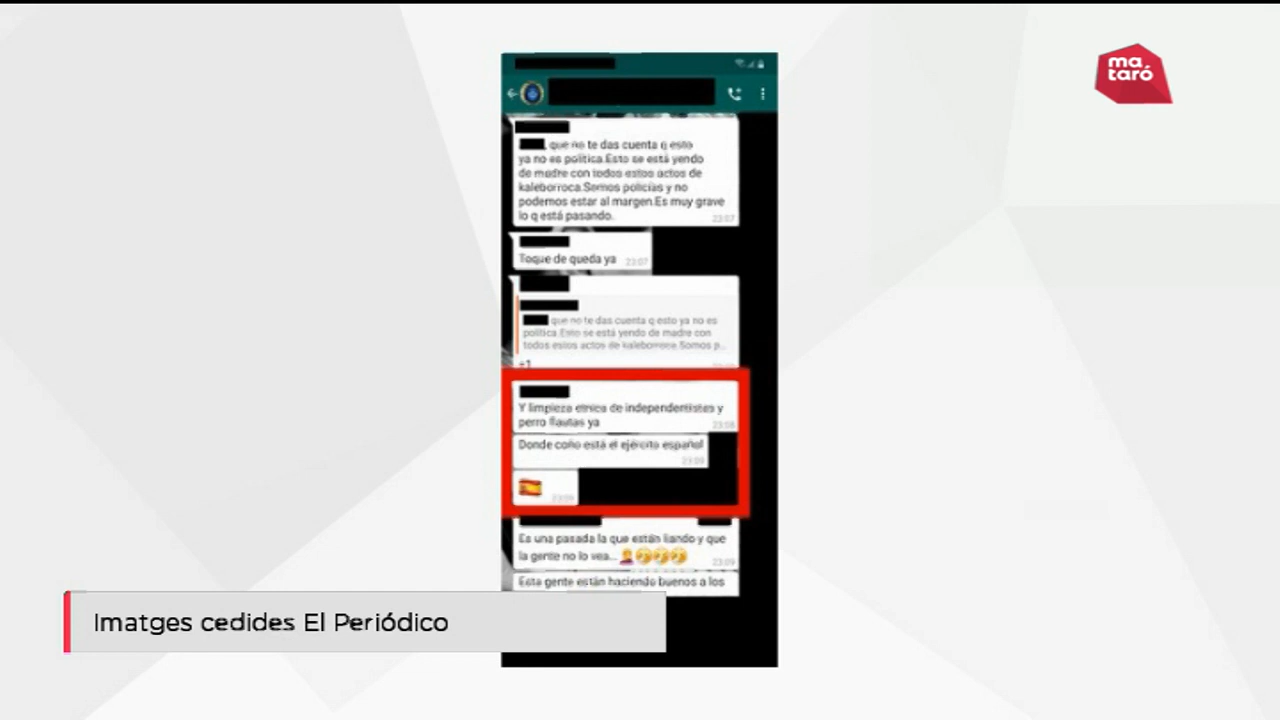 ma
taró
, que no te das cuenta q esto
ya no es política.Esto se está yendo
de madre con todos estos actos de
kaleborroca.Somos policías y no
podemos estar al margen.Es muy grave
lo q está pasando.
23:07
Toque de queda ya
23:07
que no te das cuenta q esto ya no es
política.Esto se está yendo de madre con
todos estos actos de kaleborroca.Somos p...
+1
Y limpieza etnica de independentistas y
perro flautas ya
23:08
Donde coño está el ejército español
23:09
23:09
Es una pasada la que están liando y que
la gente no lo vea...
23:09
Esta gente están haciendo buenos a los
Imatges cedides El Periódico